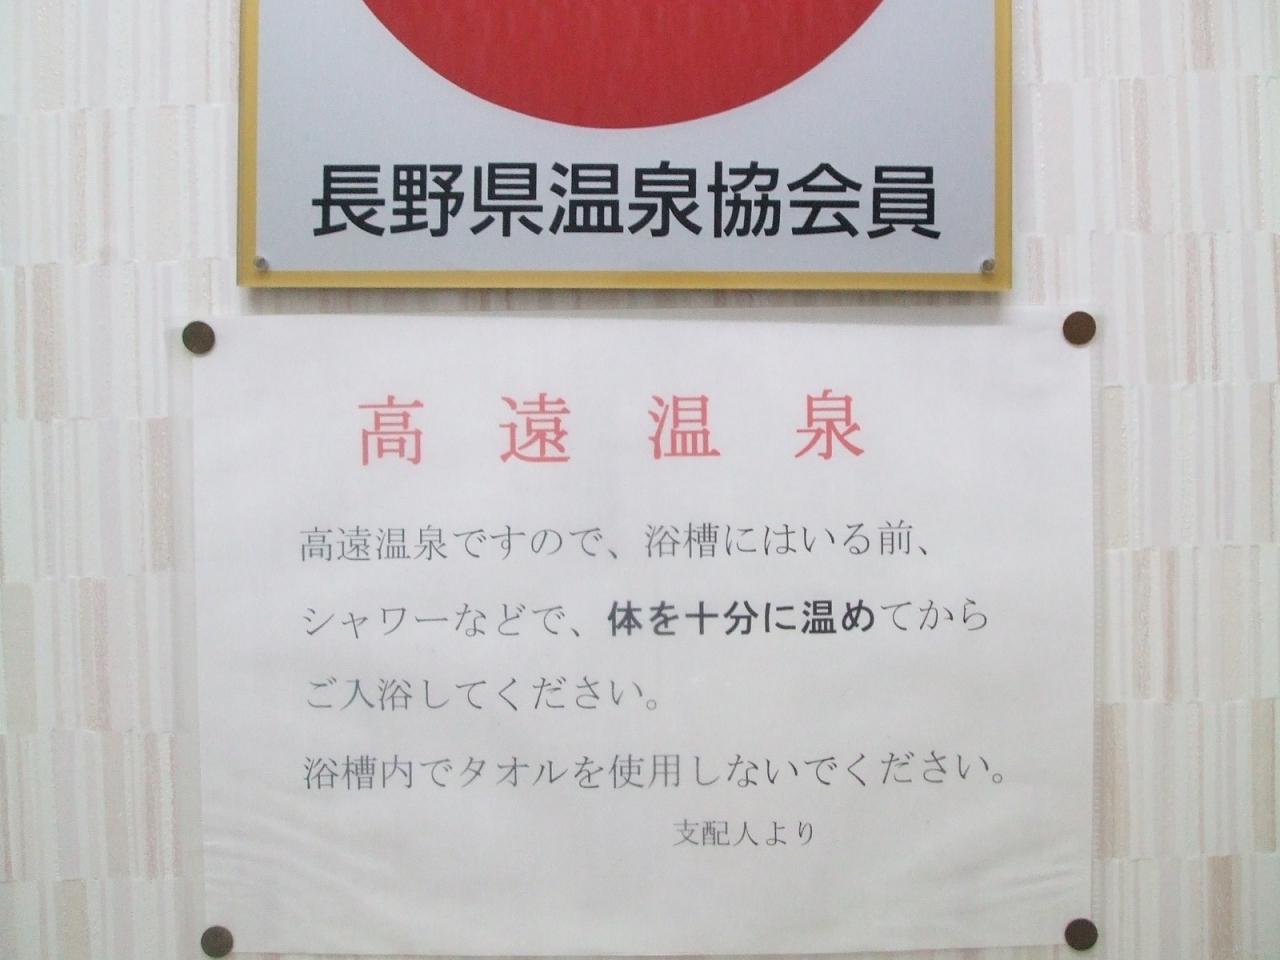 長野県温泉協会員
高遠温泉
高遠温泉ですので、浴槽にはいる前、
シャワーなどで、体を十分に温めてから
ご入浴してください。
浴槽内でタオルを使用しないでください。
支配人より